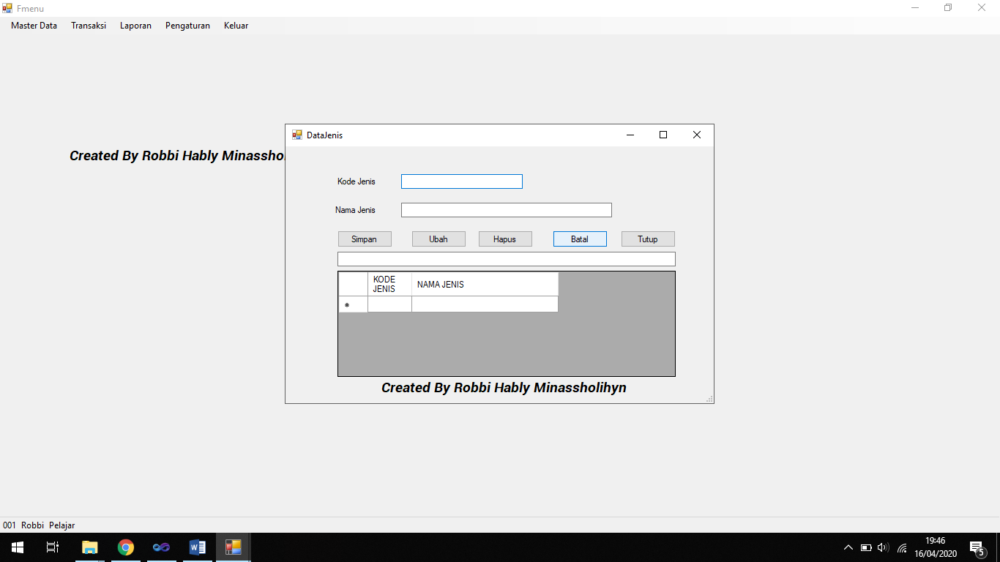 Fmenu
Master Data Transaksi Laporan Pengaturan Keluar
Created By Robbi Hably Minasshol
DataJenis
Kode Jenis
Nama Jenis
Simpan Ubah Hapus Batal Tutup
KODE JENIS NAMA JENIS
Created By Robbi Hably Minassholihyn
001 Robbi Pelajar
19:46
16/04/2020
5